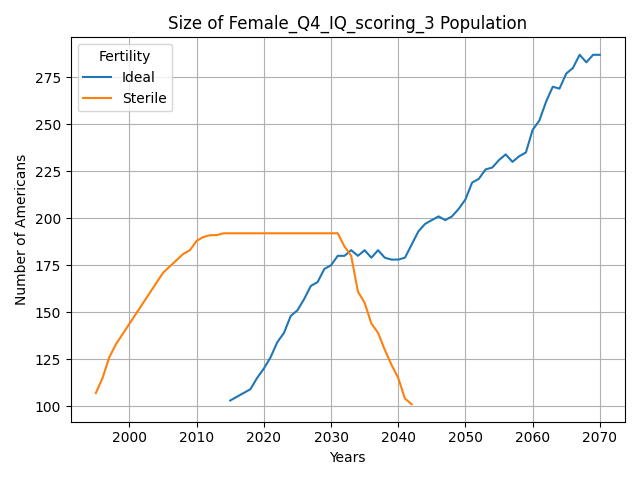 Size of Female_Q4_IQ_scoring_3 Population
Fertility
Ideal
Sterile
Number of Americans
275
250
225
200
175
150
125
100
2000 2010 2020 2030 2040 2050 2060 2070
Years